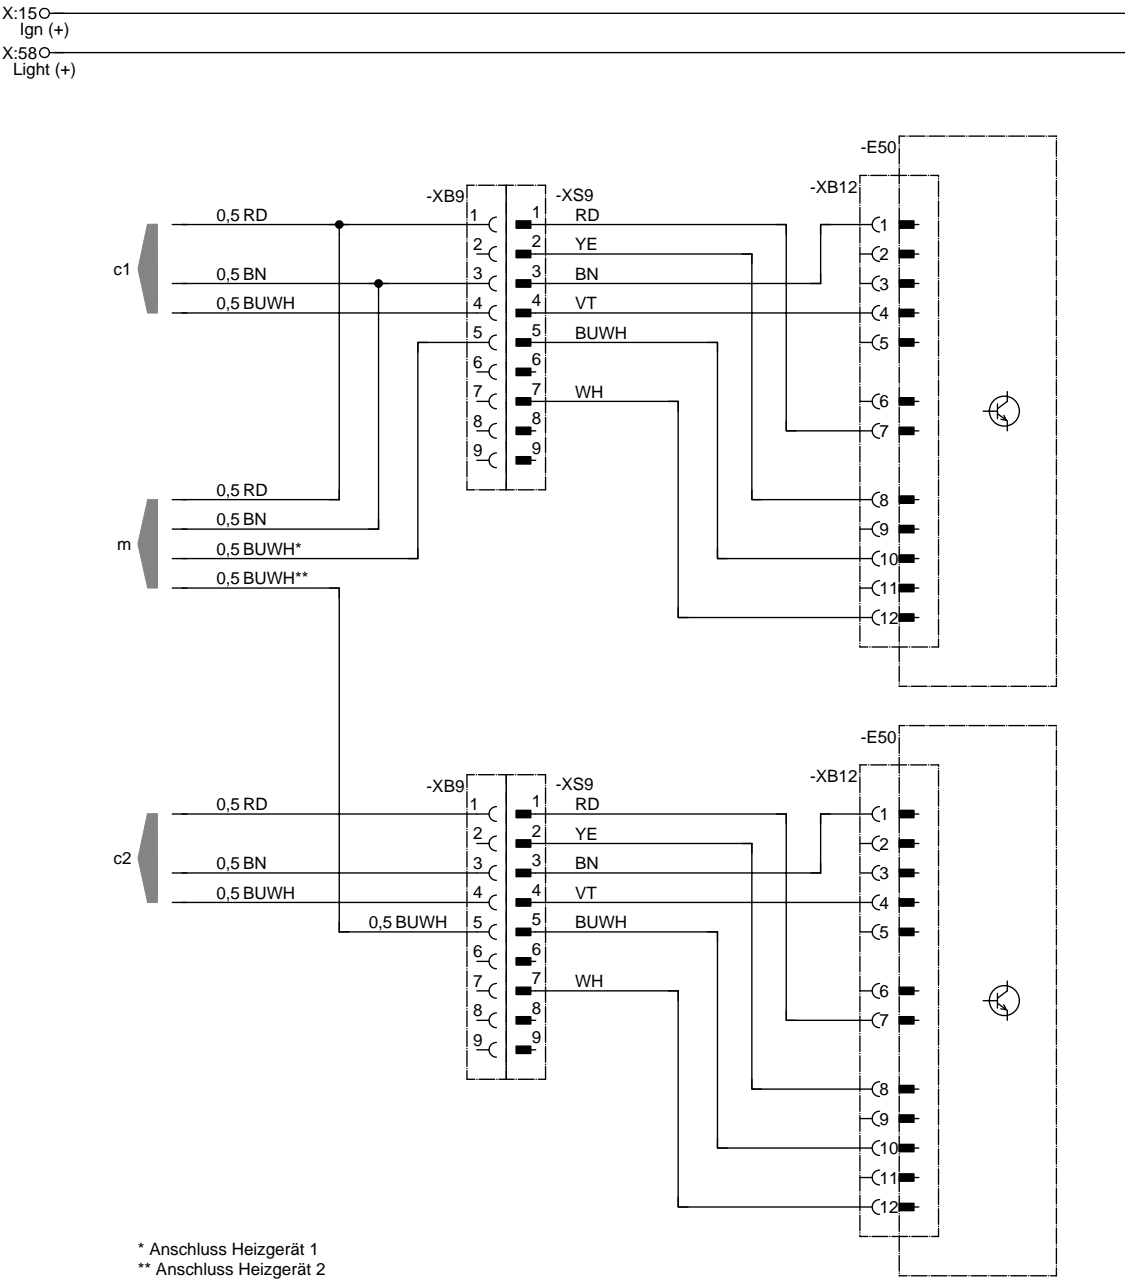 X:15
Ign (+)
X:58
Light (+)
-E50
-XB9 -XS9 -XB12
0,5 RD 1 1 RD 1
2 2 YE 2
c1 0,5 BN 3 3 BN 3
0,5 BUWH 4 4 VT 4
5 5 BUWH 5
6 6
7 7 WH 6
8 8 7
9 9
0,5 RD 8
0,5 BN 9
m 0,5 BUWH* 10
0,5 BUWH** 11
12
-E50
-XB9 -XS9 -XB12
0,5 RD 1 1 RD 1
2 2 YE 2
c2 0,5 BN 3 3 BN 3
0,5 BUWH 4 4 VT 4
0,5 BUWH 5 5 BUWH 5
6 6
7 7 WH 6
8 8 7
9 9
8
9
10
11
12
* Anschluss Heizgerät 1
** Anschluss Heizgerät 2